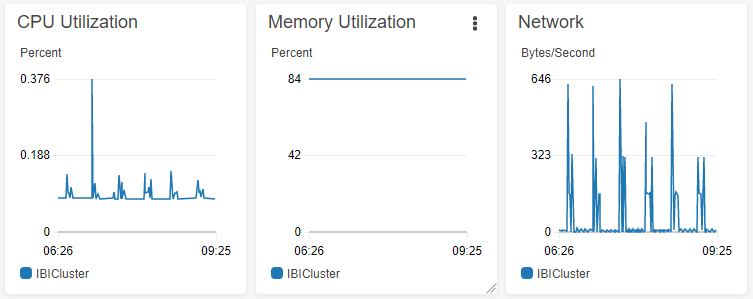 CPU Utilization
Percent
0.376
0.188
0
06:26 09:25
IBICluster
Memory Utilization
Percent
84
42
0
06:26 09:25
IBICluster
Network
Bytes/Second
646
323
0
06:26 09:25
IBICluster